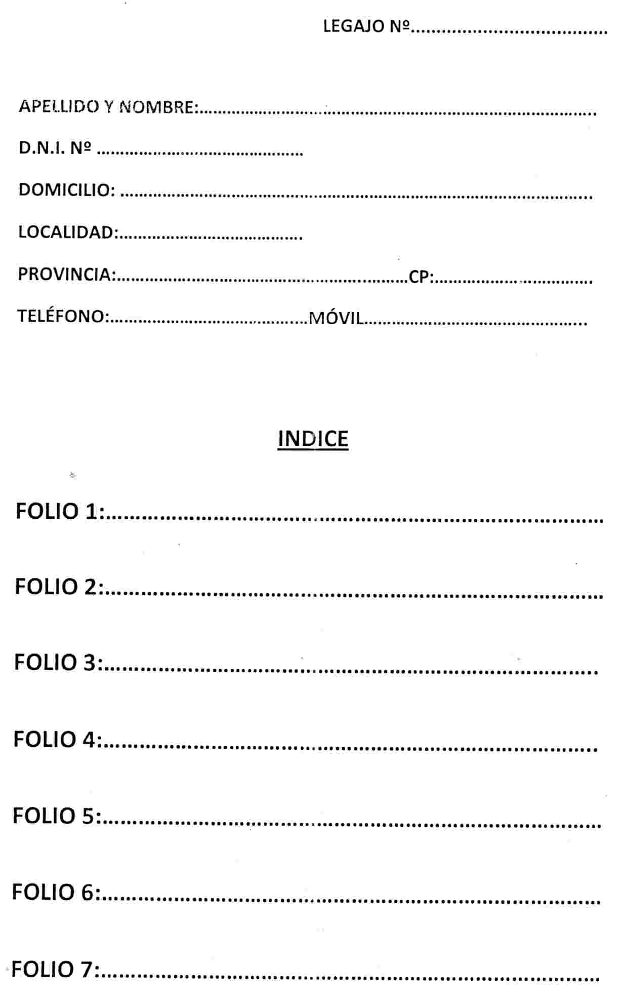 LEGAJO Nº......................................
APELLIDO Y NOMBRE:....................................................................................
D.N.I. Nº ............................................
DOMICILIO: ....................................................................................................
LOCALIDAD:.......................................
PROVINCIA:..............................................................CP:..................................
TELÉFONO:..........................................MÓVIL................................................
INDICE
FOLIO 1:...................................................................................
FOLIO 2:...................................................................................
FOLIO 3:...................................................................................
FOLIO 4:...................................................................................
FOLIO 5:...................................................................................
FOLIO 6:...................................................................................
FOLIO 7:...................................................................................